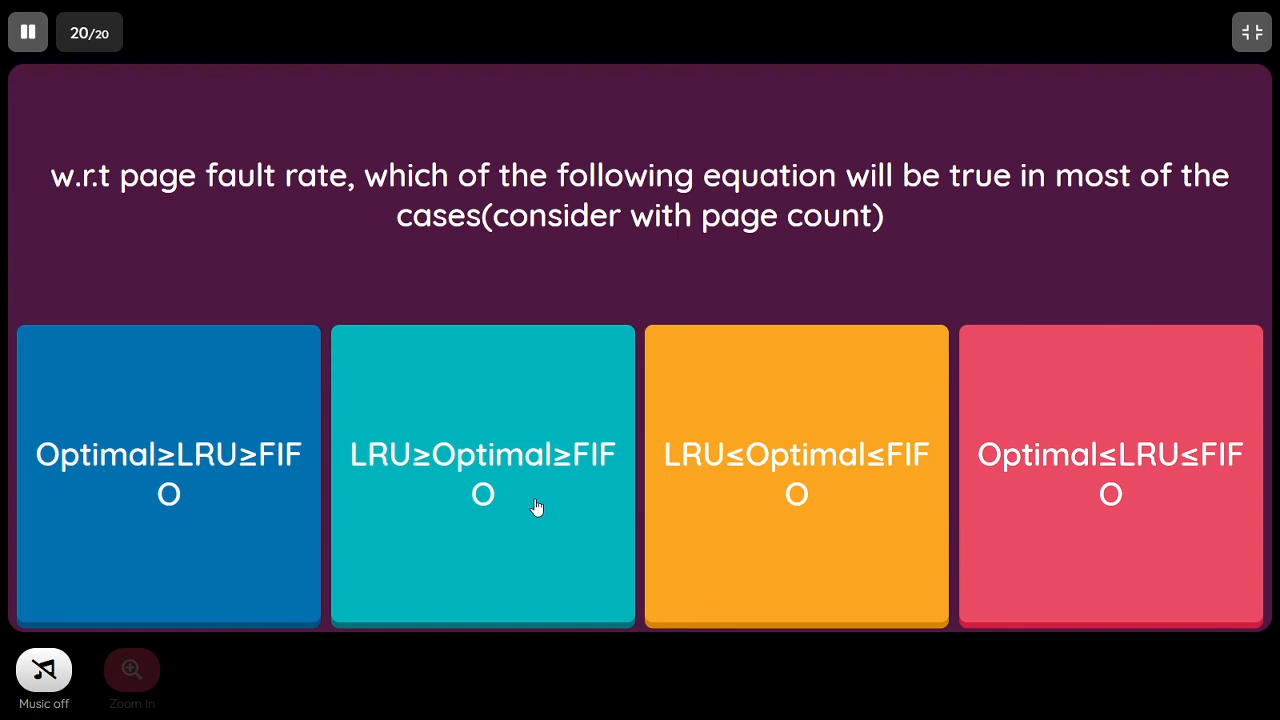 20/20
w.r.t page fault rate, which of the following equation will be true in most of the
cases(consider with page count)
Optimal≥LRU≥FIF
O
LRU≥Optimal≥FIF
O
LRU≤Optimal≤FIF
O
Optimal≤LRU≤FIF
O
Music off
Zoom In